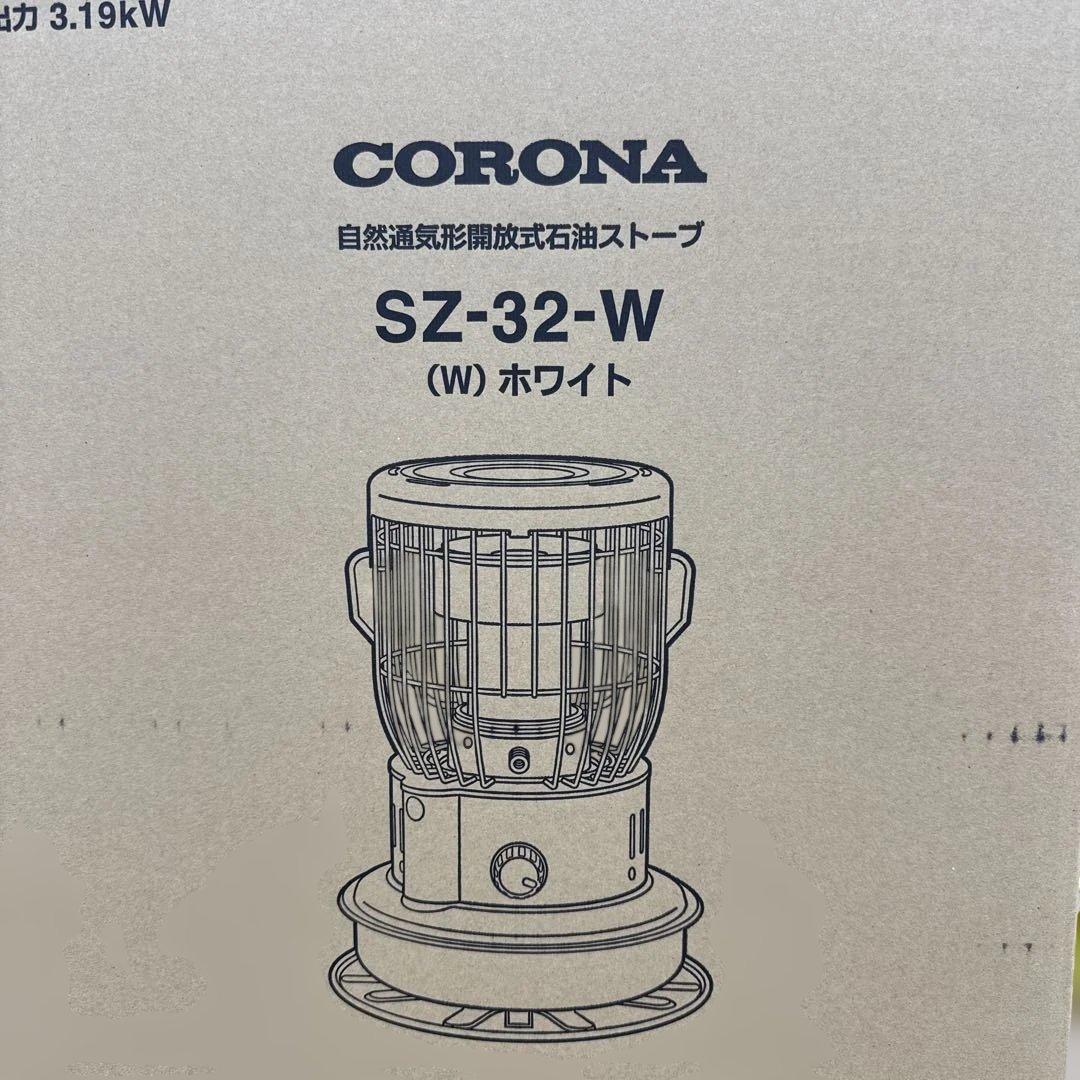 出力 3.19kW
CORONA
自然通気形開放式石油ストーブ
SZ-32-W
（W）ホワイト